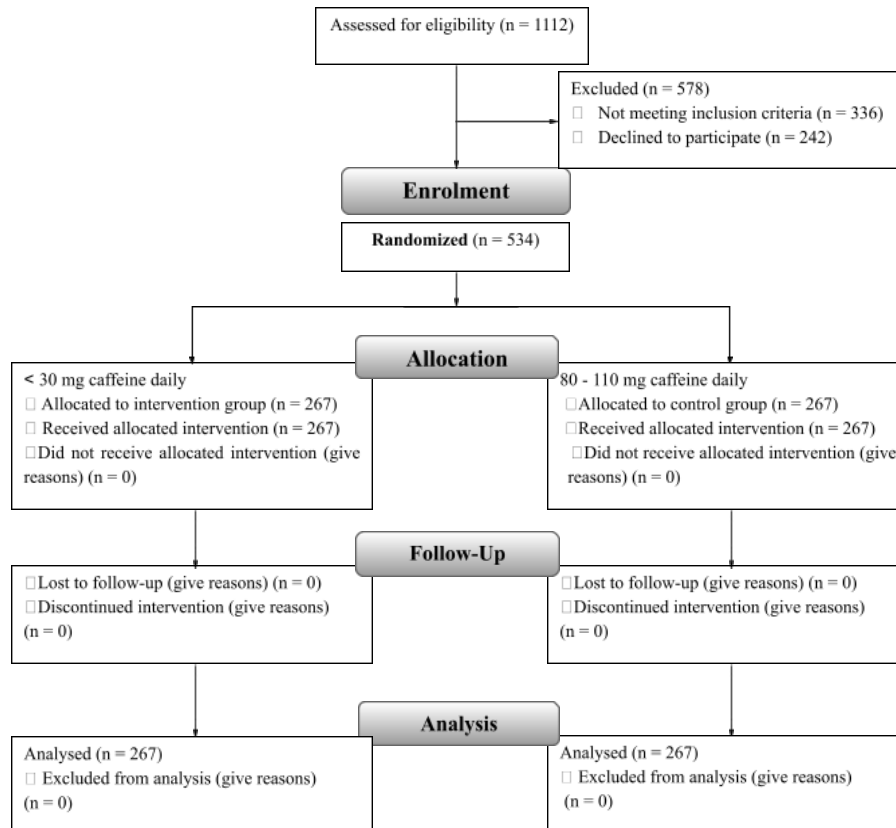 Assessed for eligibility (n = 1112)
Excluded (n = 578)
□ Not meeting inclusion criteria (n = 336)
□ Declined to participate (n = 242)
Enrolment
Randomized (n = 534)
Allocation
< 30 mg caffeine daily
□ Allocated to intervention group (n = 267)
□ Received allocated intervention (n = 267)
□Did not receive allocated intervention (give
reasons) (n = 0)
80 - 110 mg caffeine daily
□Allocated to control group (n = 267)
□Received allocated intervention (n = 267)
□Did not receive allocated intervention (give
reasons) (n = 0)
Follow-Up
□Lost to follow-up (give reasons) (n = 0)
□Discontinued intervention (give reasons)
(n = 0)
□Lost to follow-up (give reasons) (n = 0)
□Discontinued intervention (give reasons)
(n = 0)
Analysis
Analysed (n = 267)
□ Excluded from analysis (give reasons)
(n = 0)
Analysed (n = 267)
□ Excluded from analysis (give reasons)
(n = 0)